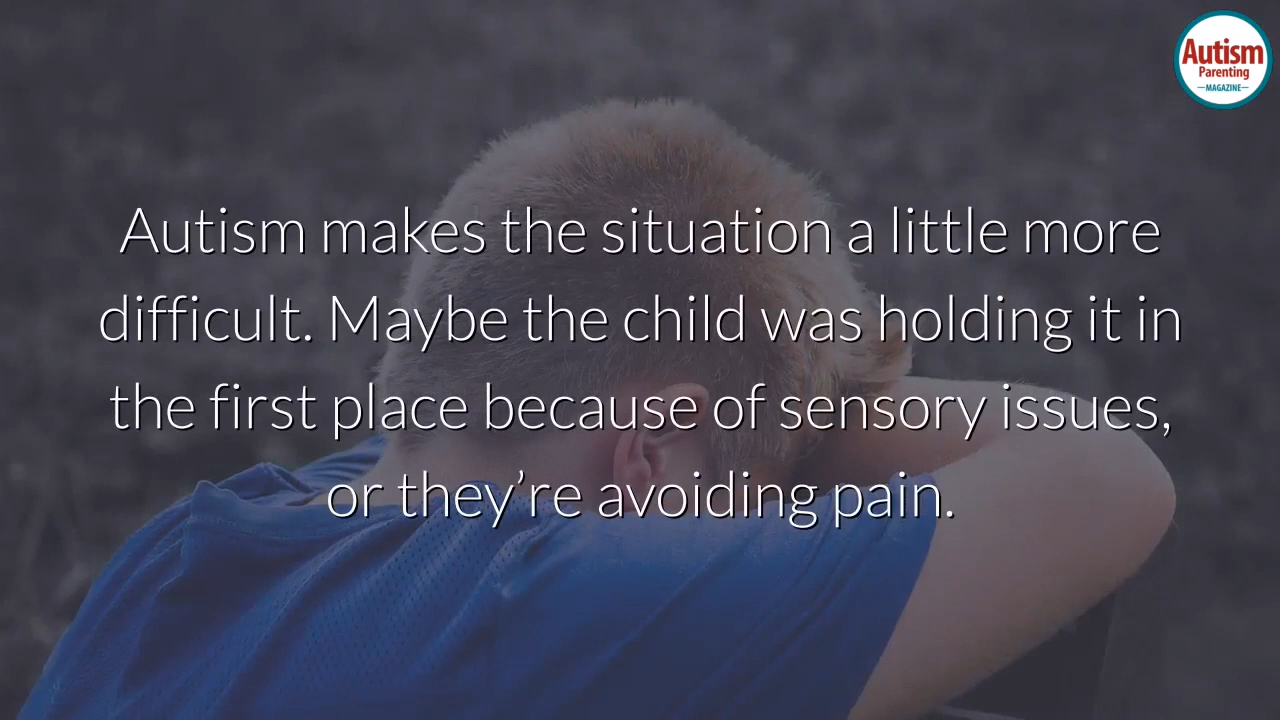 Autism
Parenting
MAGAZINE
Autism makes the situation a little more
difficult. Maybe the child was holding it in
the first place because of sensory issues,
or they’re avoiding pain.